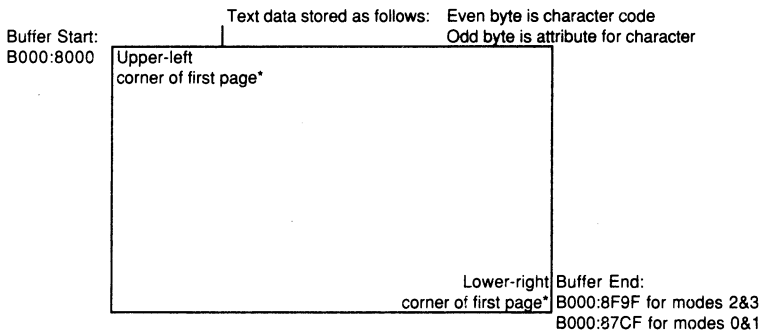 Text data stored as follows: Even byte is character code
Buffer Start: Odd byte is attribute for character
B000:8000 Upper-left
corner of first page*
Lower-right Buffer End:
corner of first page* B000:8F9F for modes 2&3
B000:87CF for modes 0&1